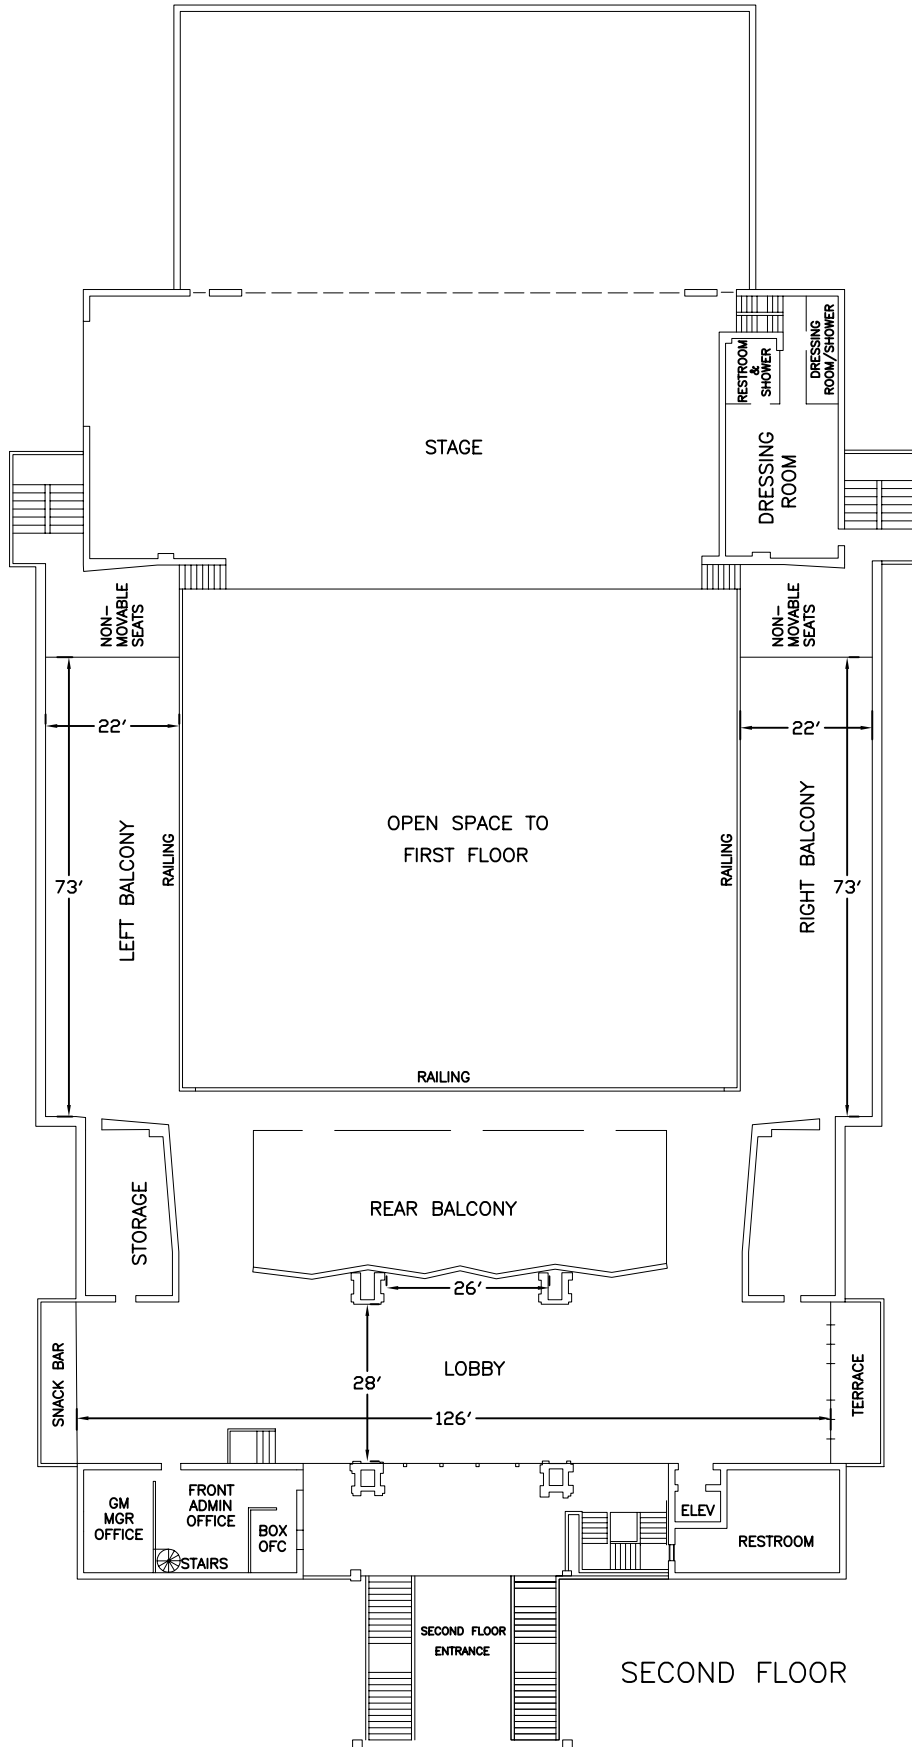 RESTROOM
&
SHOWER
DRESSING
ROOM/SHOWER
STAGE
DRESSING
ROOM
NON-
MOVABLE
SEATS
NON-
MOVABLE
SEATS
22'
22'
OPEN SPACE TO
FIRST FLOOR
LEFT BALCONY
RAILING
RAILING
RIGHT BALCONY
73'
73'
RAILING
STORAGE
REAR BALCONY
26'
SNACK BAR
LOBBY
28'
TERRACE
126'
GM
MGR
OFFICE
FRONT
ADMIN
OFFICE
BOX
OFC
STAIRS
ELEV
RESTROOM
SECOND FLOOR
ENTRANCE
SECOND FLOOR